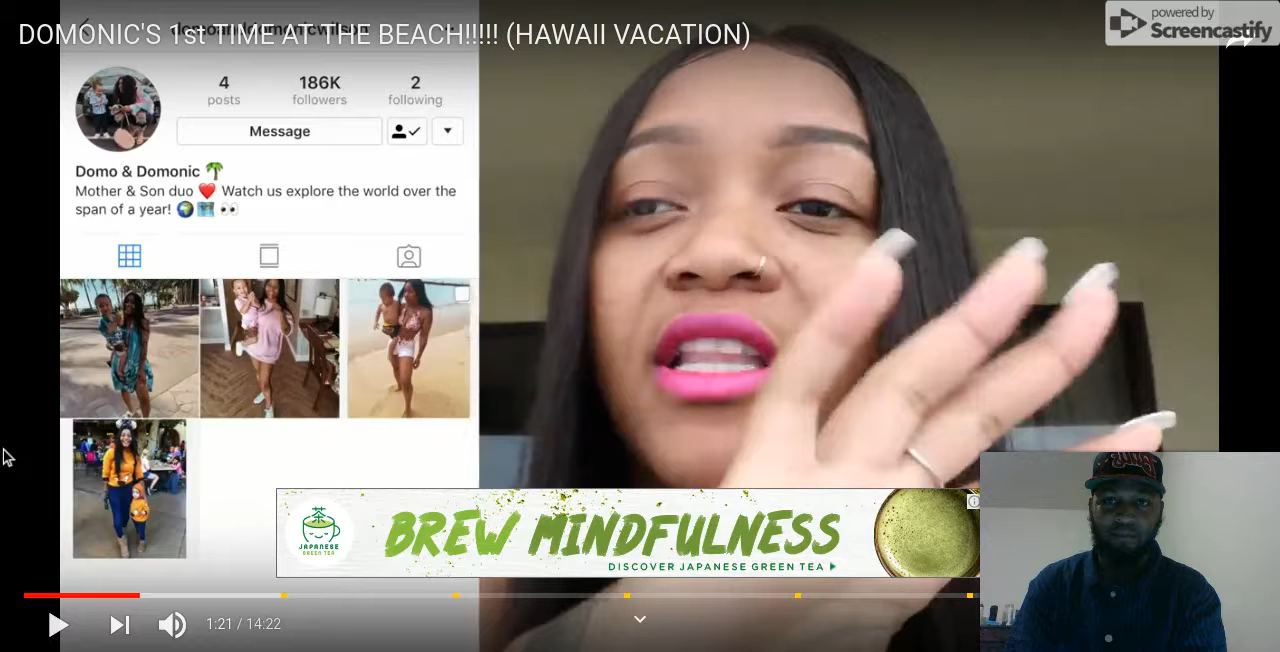 DOMONIC'S 1st TIME AT THE BEACH!!!!! (HAWAII VACATION)
powered by
Screencastify
4 186K 2
posts followers following
Message
Domo & Domonic 🌴
Mother & Son duo ❤️ Watch us explore the world over the
span of a year! 🌍🗺️👀
茶
JAPANESE
GREEN TEA
BREW MINDFULNESS
DISCOVER JAPANESE GREEN TEA
1:21 / 14:22